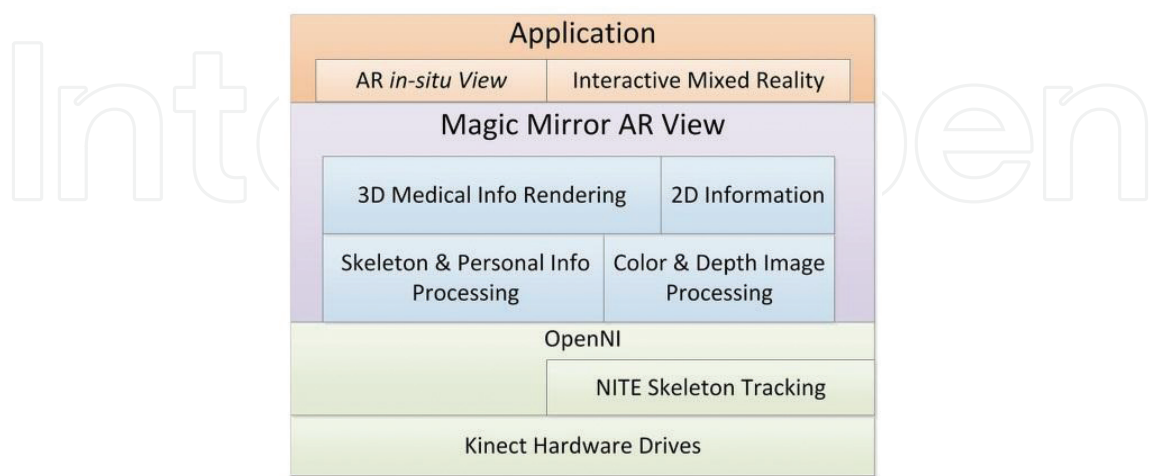 Application
AR in-situ View
Interactive Mixed Reality
Magic Mirror AR View
3D Medical Info Rendering
2D Information
Skeleton & Personal Info
Processing
Color & Depth Image
Processing
OpenNI
NITE Skeleton Tracking
Kinect Hardware Drives